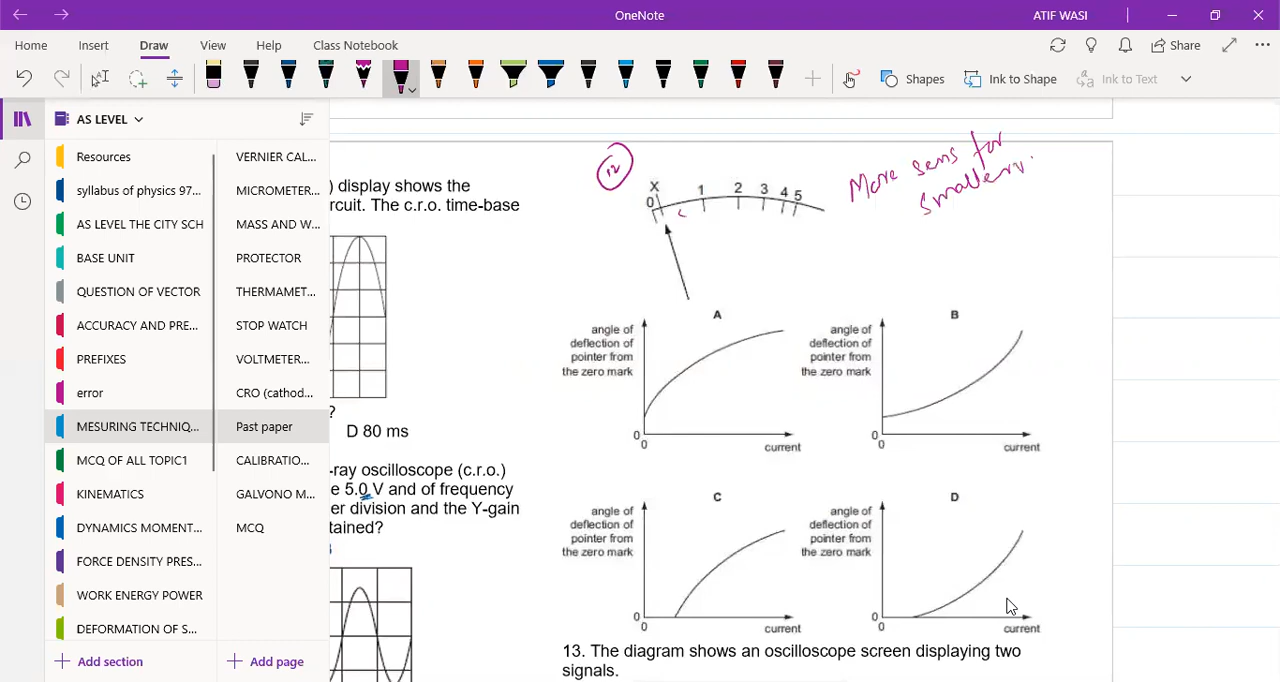 OneNote
ATIF WASI
Home Insert Draw View Help Class Notebook
Share
Shapes Ink to Shape Ink to Text
AS LEVEL
Resources
syllabus of physics 97...
AS LEVEL THE CITY SCH
BASE UNIT
QUESTION OF VECTOR
ACCURACY AND PRE...
PREFIXES
error
MESURING TECHNIQ...
MCQ OF ALL TOPIC1
KINEMATICS
DYNAMICS MOMENT...
FORCE DENSITY PRES...
WORK ENERGY POWER
DEFORMATION OF S...
Add section
VERNIER CAL...
MICROMETER...
MASS AND W...
PROTECTOR
THERMAMET...
STOP WATCH
VOLTMETER...
CRO (cathod...
Past paper
CALIBRATIO...
GALVONO M...
MCQ
Add page
) display shows the
rcuit. The c.r.o. time-base
?
D 80 ms
-ray oscilloscope (c.r.o.)
e 5.0 V and of frequency
er division and the Y-gain
tained?
12
X
0 1 2 3 4 5
More sens for
smaller
A
angle of
deflection of
pointer from
the zero mark
0
0
current
B
angle of
deflection of
pointer from
the zero mark
0
0
current
C
angle of
deflection of
pointer from
the zero mark
0
0
current
D
angle of
deflection of
pointer from
the zero mark
0
0
current
13. The diagram shows an oscilloscope screen displaying two
signals.